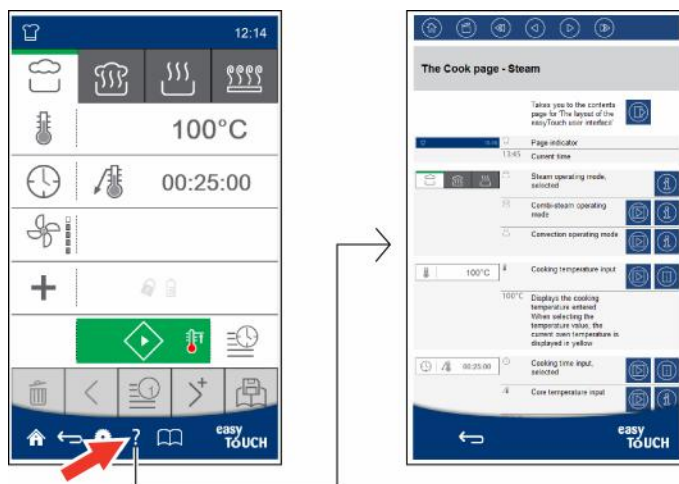 12:14
100°C
00:25:00
1
?
easy
TOUCH
The Cook page - Steam
Takes you to the contents
page for 'The layout of the
easyTouch user interface'
Page indicator
13:45 Current time
Steam operating mode,
selected
Combi-steam operating
mode
Convection operating mode
100°C
Cooking temperature input
100°C Displays the cooking
temperature entered
When selecting the
temperature value, the
current oven temperature is
displayed in yellow
00:25:00
Cooking time input,
selected
Core temperature input
easy
TOUCH